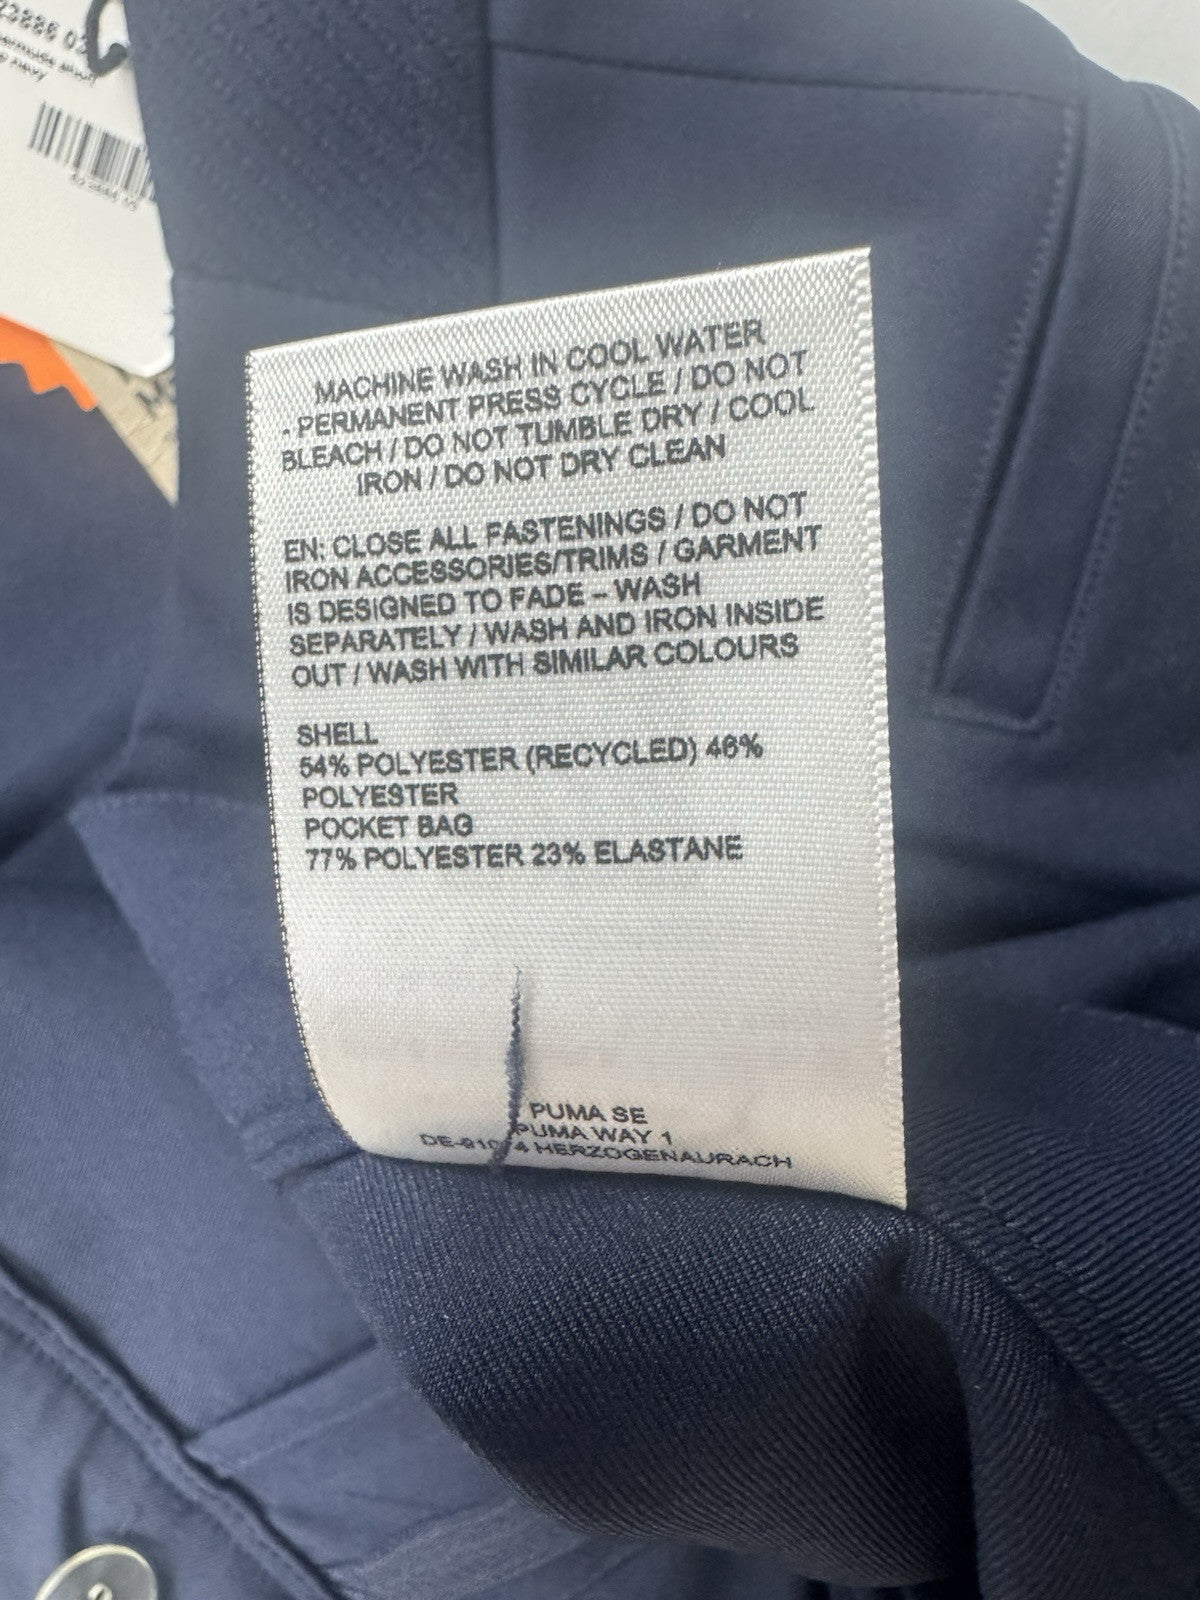 MACHINE WASH IN COOL WATER
- PERMANENT PRESS CYCLE / DO NOT
BLEACH / DO NOT TUMBLE DRY / COOL
IRON / DO NOT DRY CLEAN
EN: CLOSE ALL FASTENINGS / DO NOT
IRON ACCESSORIES/TRIMS / GARMENT
IS DESIGNED TO FADE – WASH
SEPARATELY / WASH AND IRON INSIDE
OUT / WASH WITH SIMILAR COLOURS
SHELL
54% POLYESTER (RECYCLED) 46%
POLYESTER
POCKET BAG
77% POLYESTER 23% ELASTANE
PUMA SE
PUMA WAY 1
HERZOGENAURACH